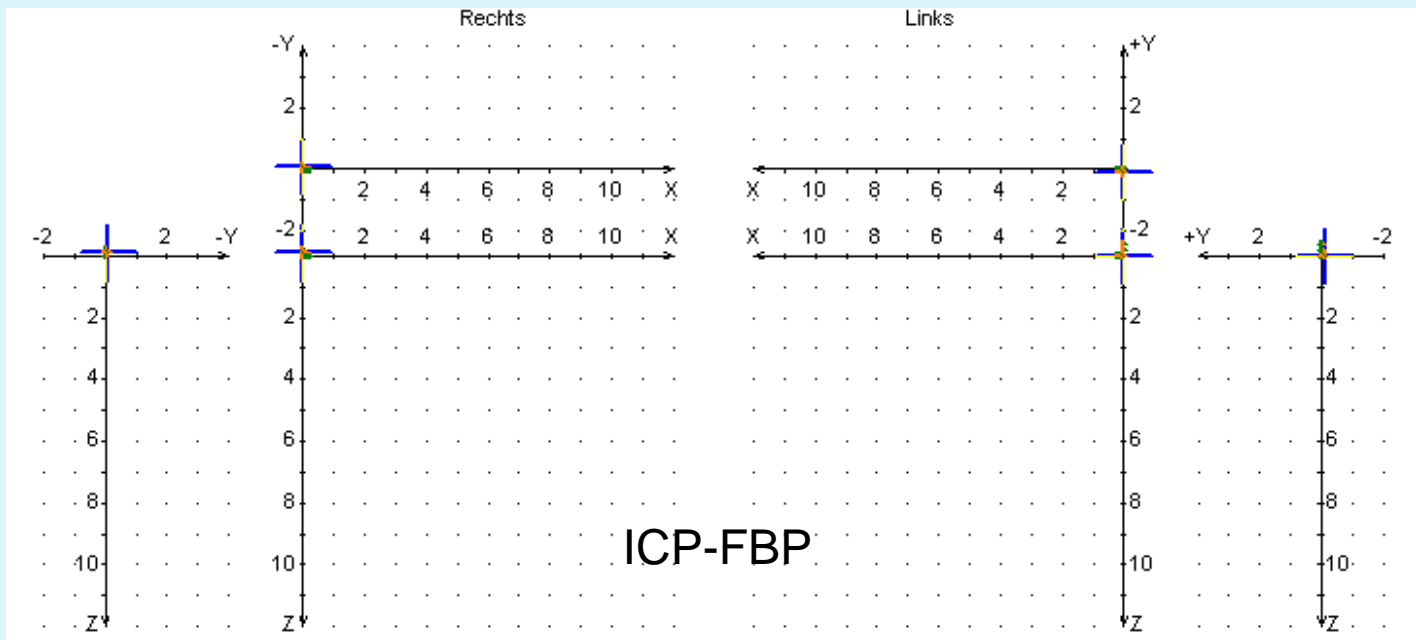 Rechts Links
-Y +Y
2 2
2 4 6 8 10 X X 10 8 6 4 2
-2 2 -Y -2 2 4 6 8 10 X X 10 8 6 4 2 -2 +Y 2 -2
2 2 2 2
4 4 4 4
6 6 6 6
8 8 8 8
ICP-FBP
10 10 10 10
Z Z Z Z